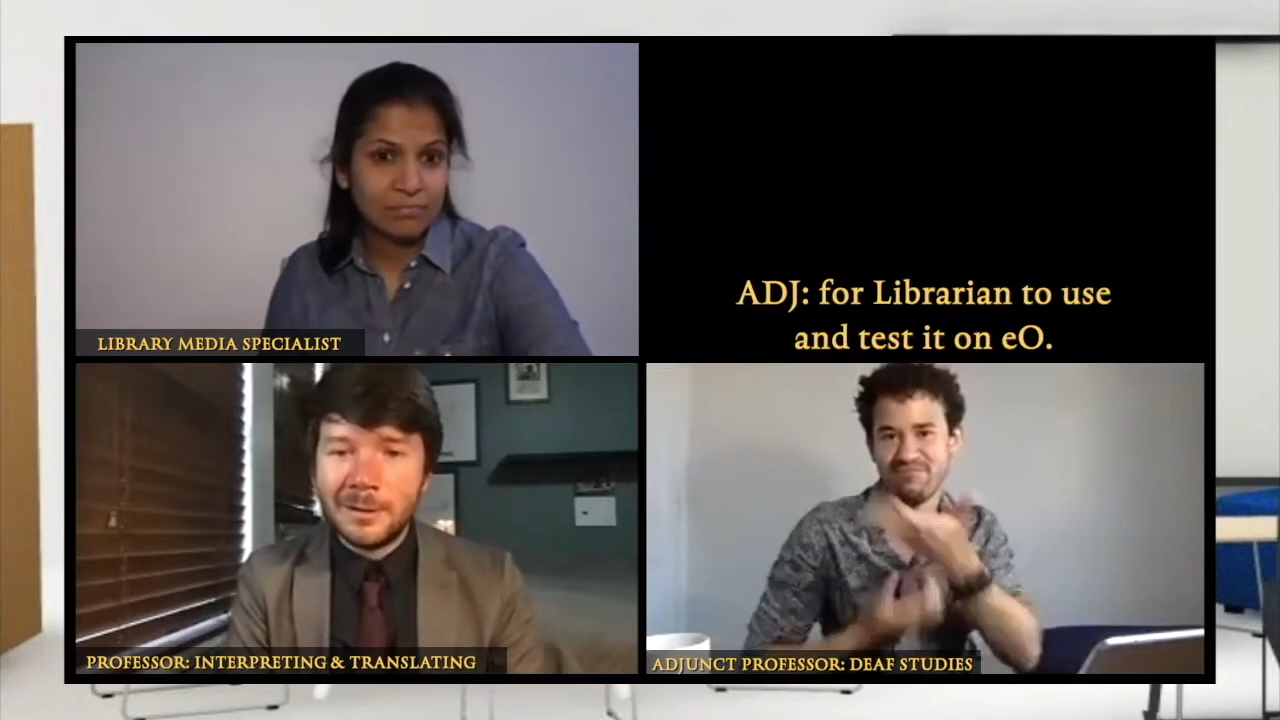 ADJ: for Librarian to use
and test it on eO.
LIBRARY MEDIA SPECIALIST
PROFESSOR: INTERPRETING & TRANSLATING
ADJUNCT PROFESSOR: DEAF STUDIES